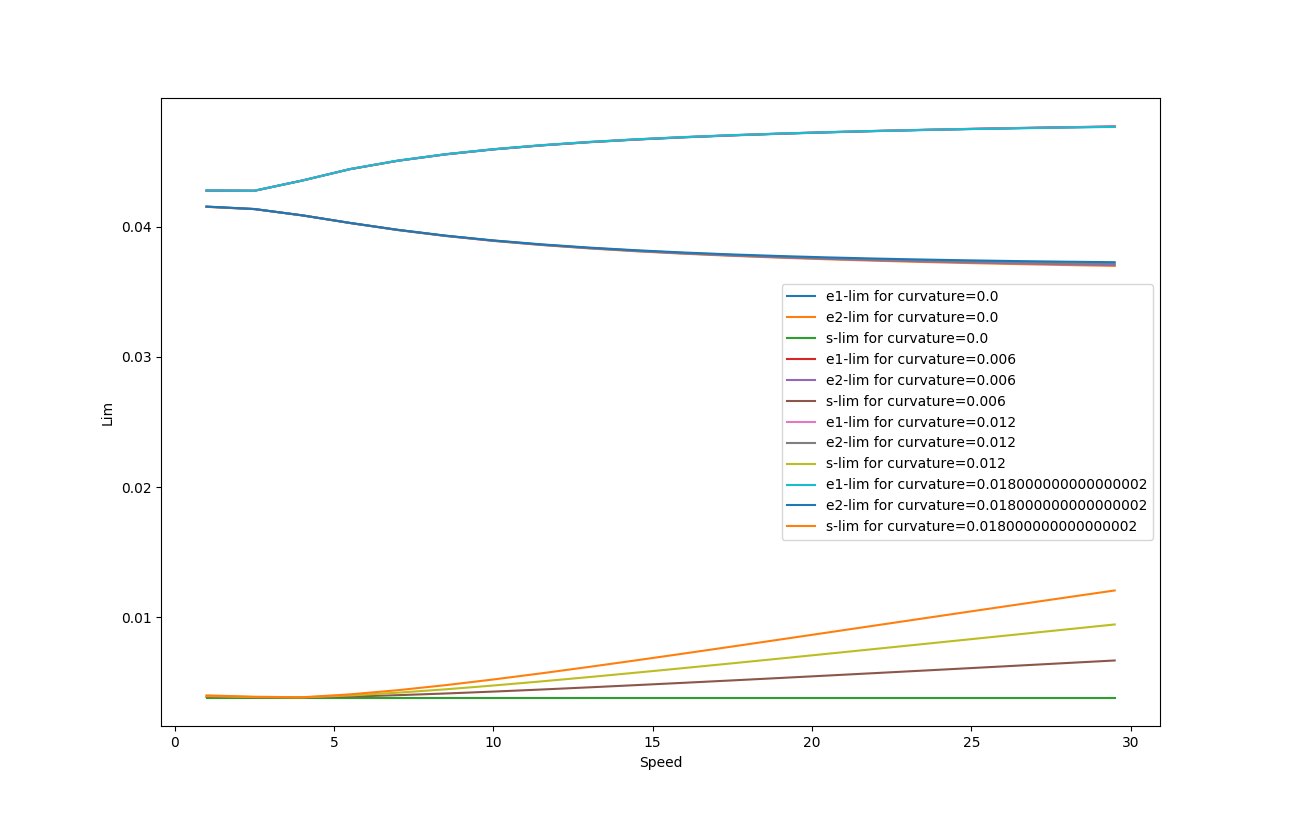 0.04
0.03
0.02
0.01
Lim
e1-lim for curvature=0.0
e2-lim for curvature=0.0
s-lim for curvature=0.0
e1-lim for curvature=0.006
e2-lim for curvature=0.006
s-lim for curvature=0.006
e1-lim for curvature=0.012
e2-lim for curvature=0.012
s-lim for curvature=0.012
e1-lim for curvature=0.018000000000000002
e2-lim for curvature=0.018000000000000002
s-lim for curvature=0.018000000000000002
0 5 10 15 20 25 30
Speed